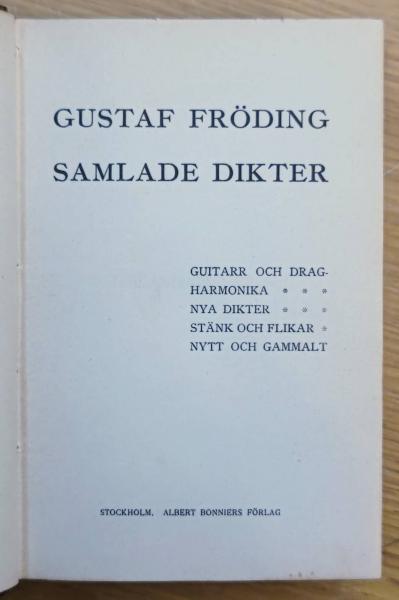 GUSTAF FRÖDING
SAMLADE DIKTER
GUITARR OCH DRAG-
HARMONIKA * * *
NYA DIKTER * * *
STÄNK OCH FLIKAR *
NYTT OCH GAMMALT
STOCKHOLM. ALBERT BONNIERS FÖRLAG